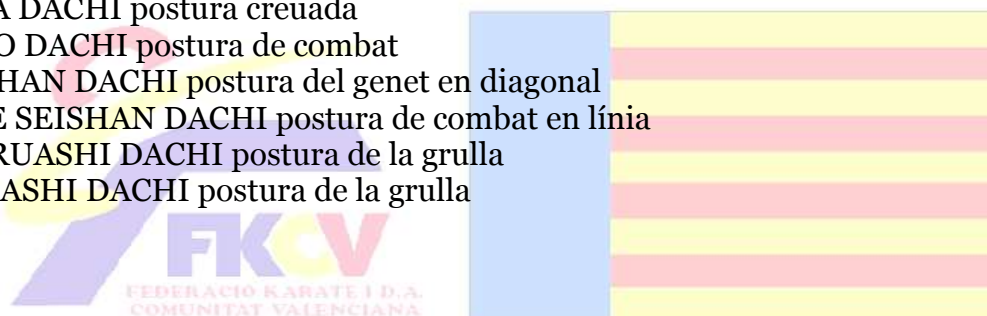 A DACHI postura creuada
O DACHI postura de combat
HAN DACHI postura del genet en diagonal
E SEISHAN DACHI postura de combat en línia
RUASHI DACHI postura de la grulla
ASHI DACHI postura de la grulla
FKCV
FEDERACIÓ KARATE I D.A.
COMUNITAT VALENCIANA